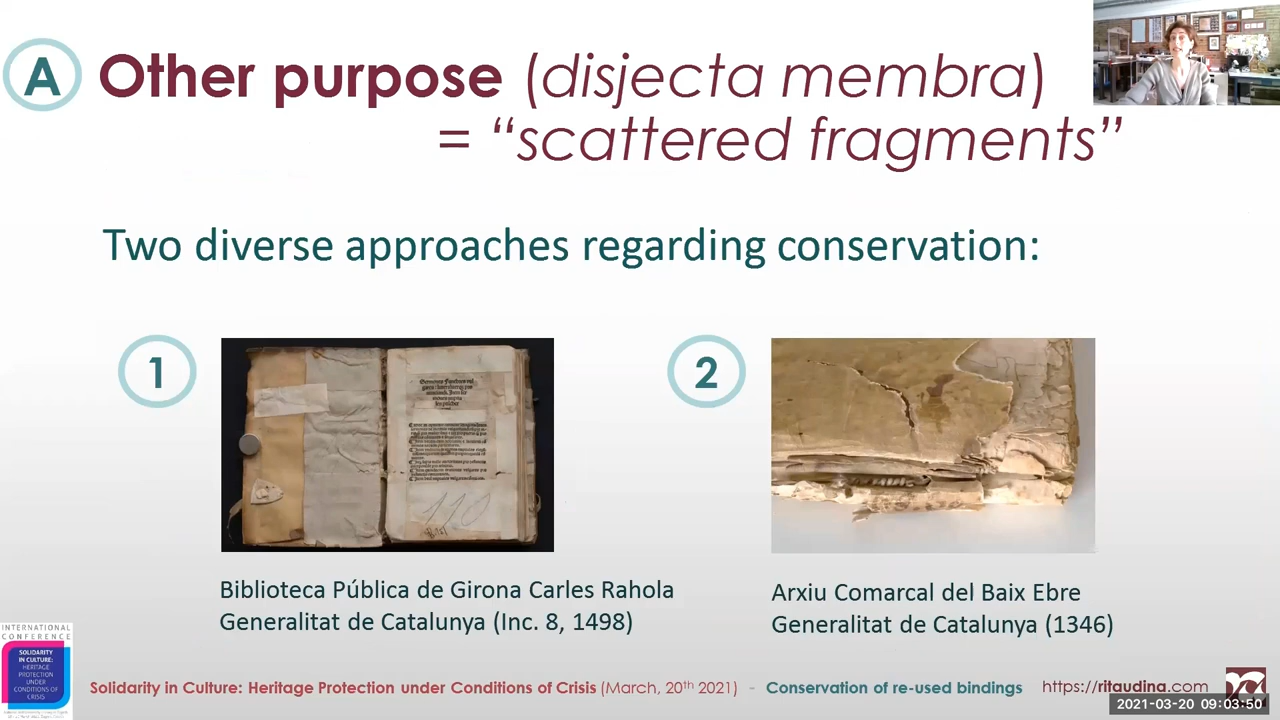 A Other purpose (disjecta membra)
= “scattered fragments”
Two diverse approaches regarding conservation:
1
2
Biblioteca Pública de Girona Carles Rahola
Generalitat de Catalunya (Inc. 8, 1498)
Arxiu Comarcal del Baix Ebre
Generalitat de Catalunya (1346)
INTERNATIONAL
CONFERENCE
SOLIDARITY
IN CULTURE:
HERITAGE
PROTECTION
UNDER
CONDITIONS OF
CRISIS
Solidarity in Culture: Heritage Protection under Conditions of Crisis (March, 20th 2021) - Conservation of re-used bindings https://ritaudina.com
2021-03-20 09:03:50